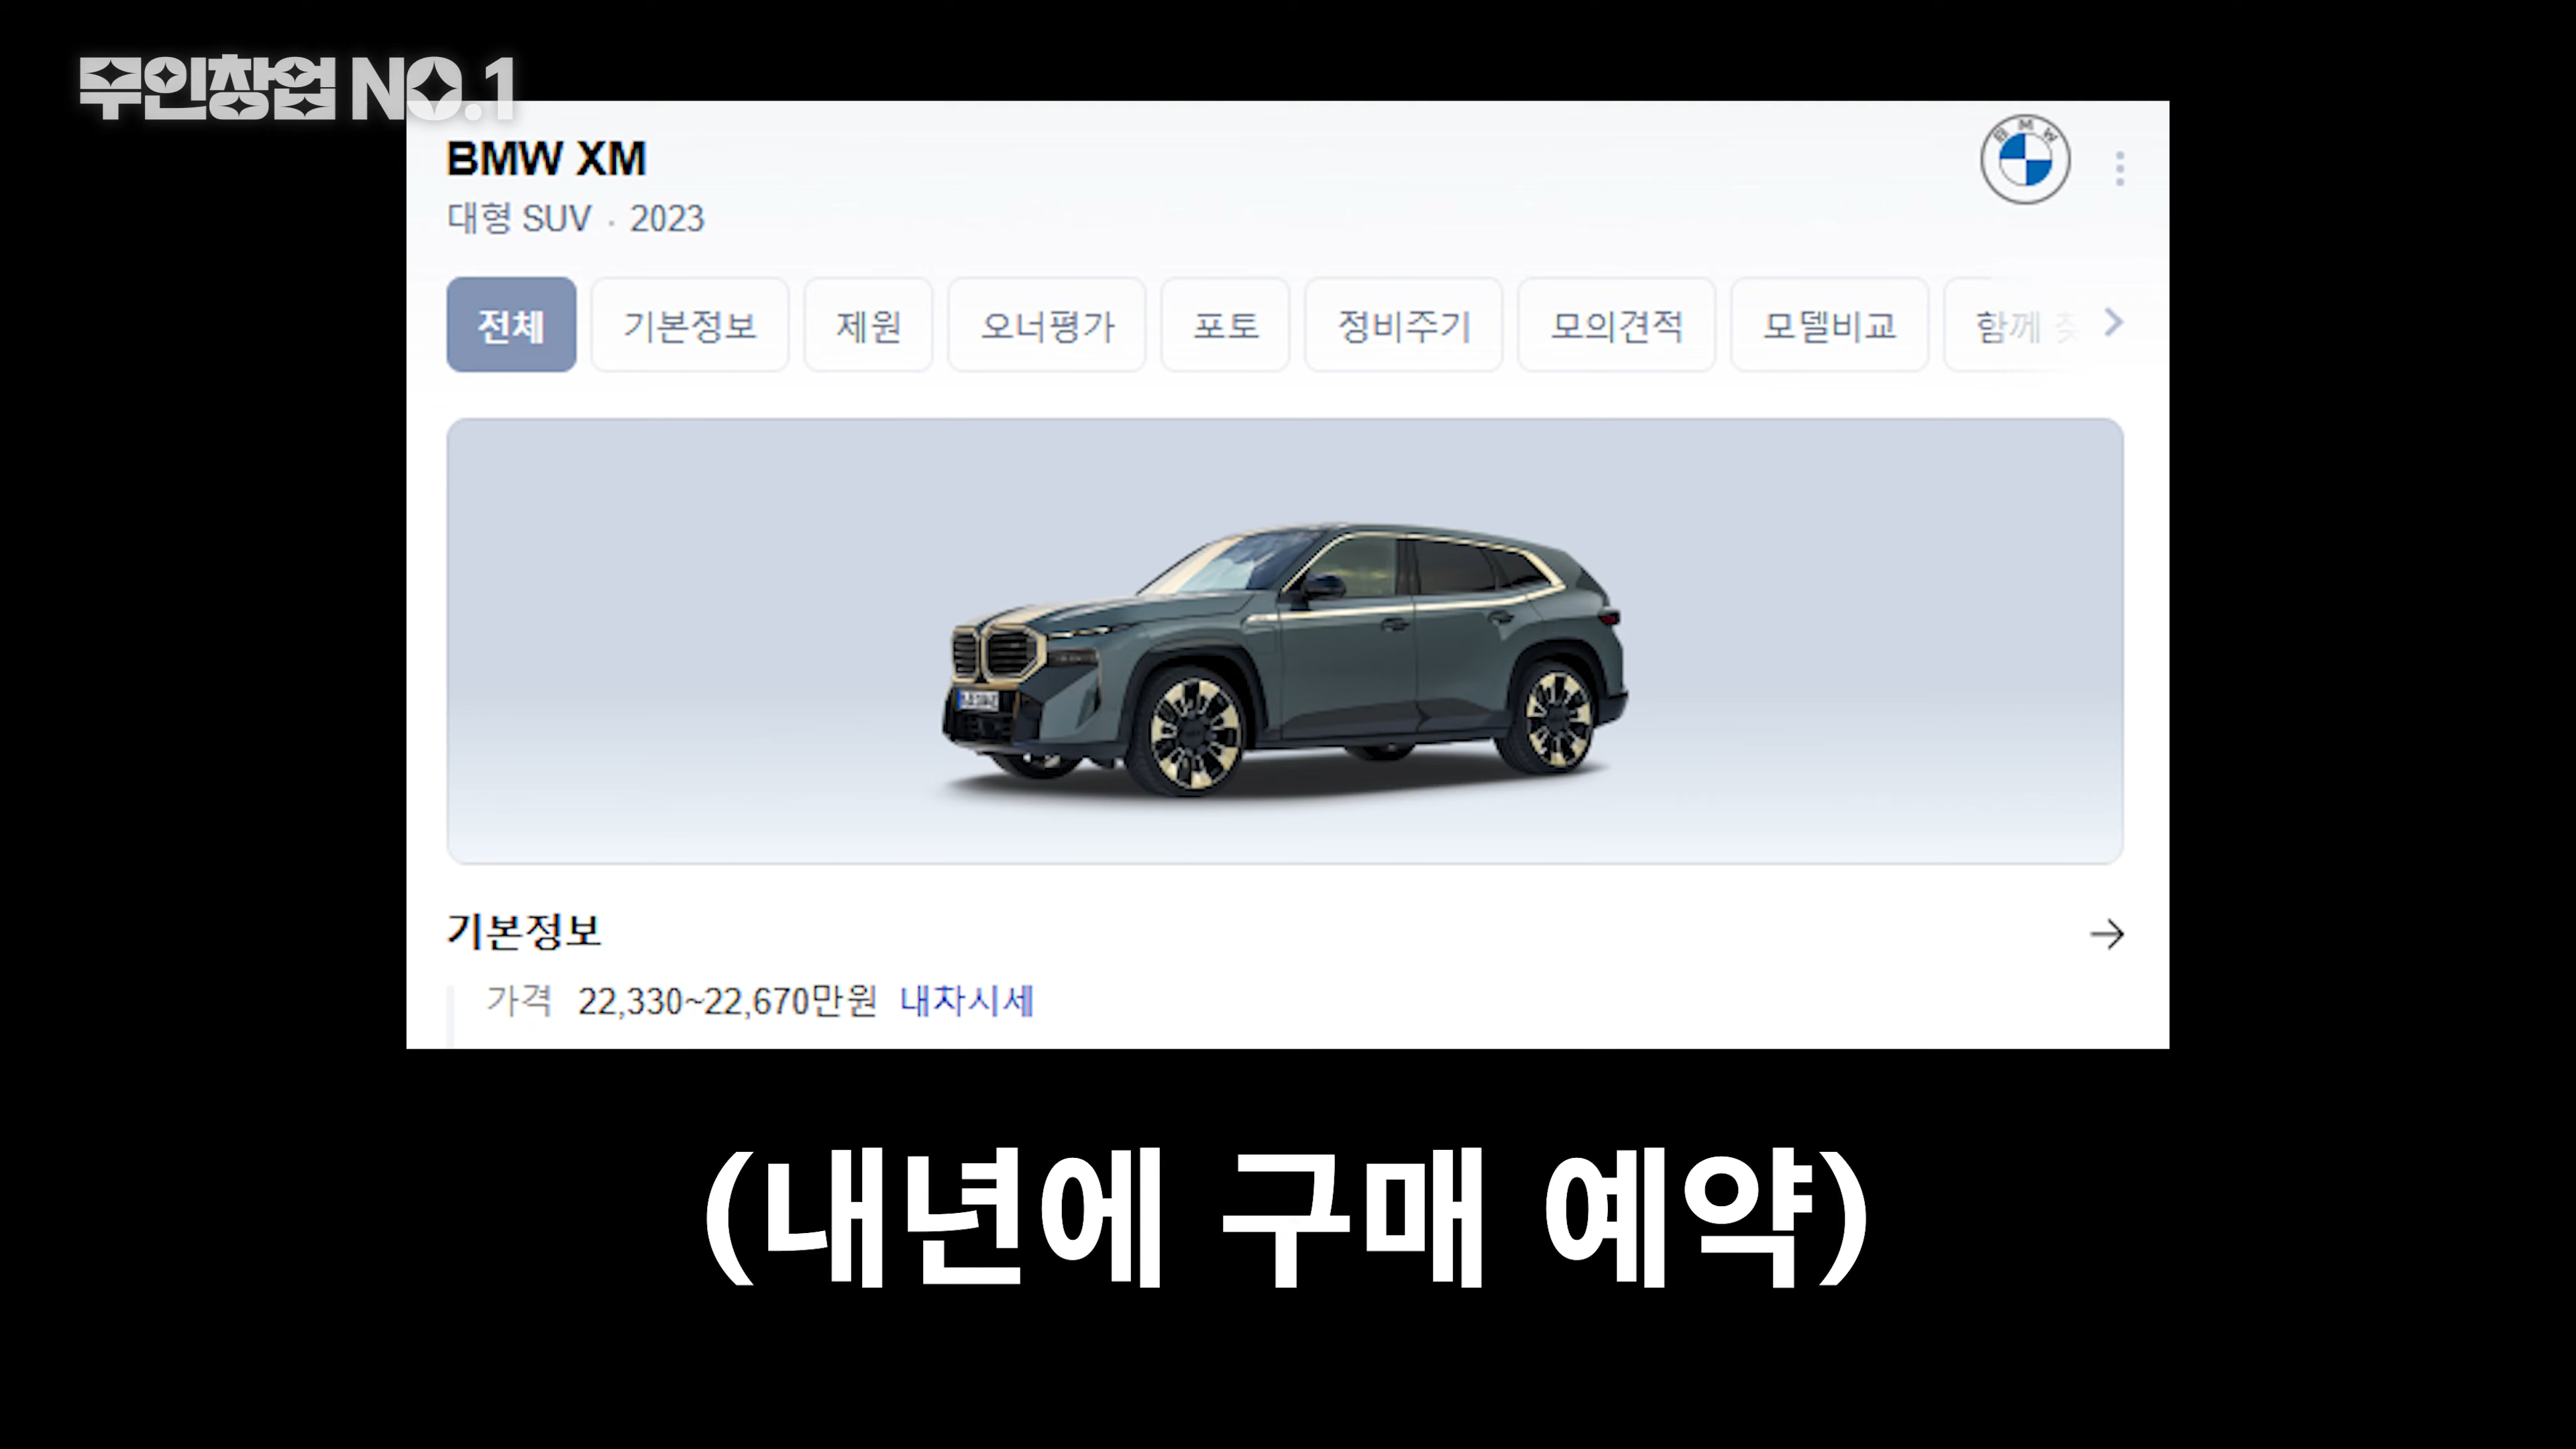 무인창업 NO.1
BMW XM
대형 SUV · 2023
전체 기본정보 제원 오너평가 포토 정비주기 모의견적 모델비교 함께
기본정보
가격 22,330~22,670만원 내차시세
(내년에 구매 예약)